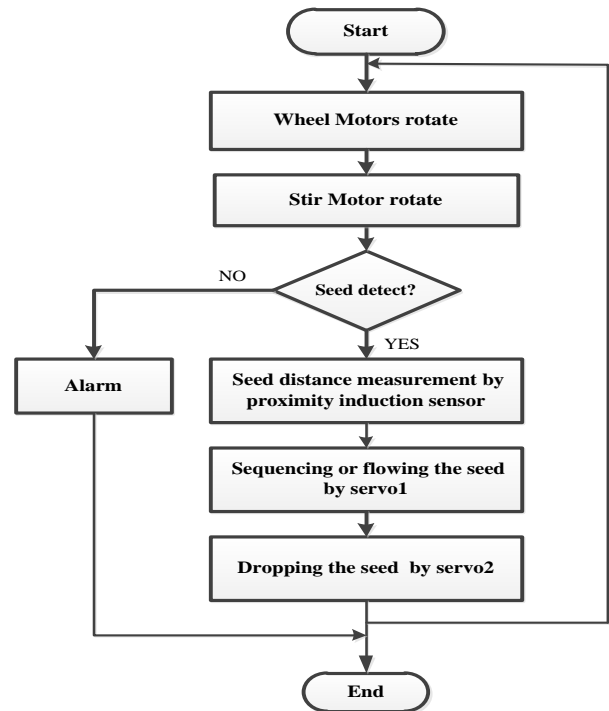 Start
Wheel Motors rotate
Stir Motor rotate
NO
Seed detect?
YES
Alarm
Seed distance measurement by
proximity induction sensor
Sequencing or flowing the seed
by servo1
Dropping the seed by servo2
End